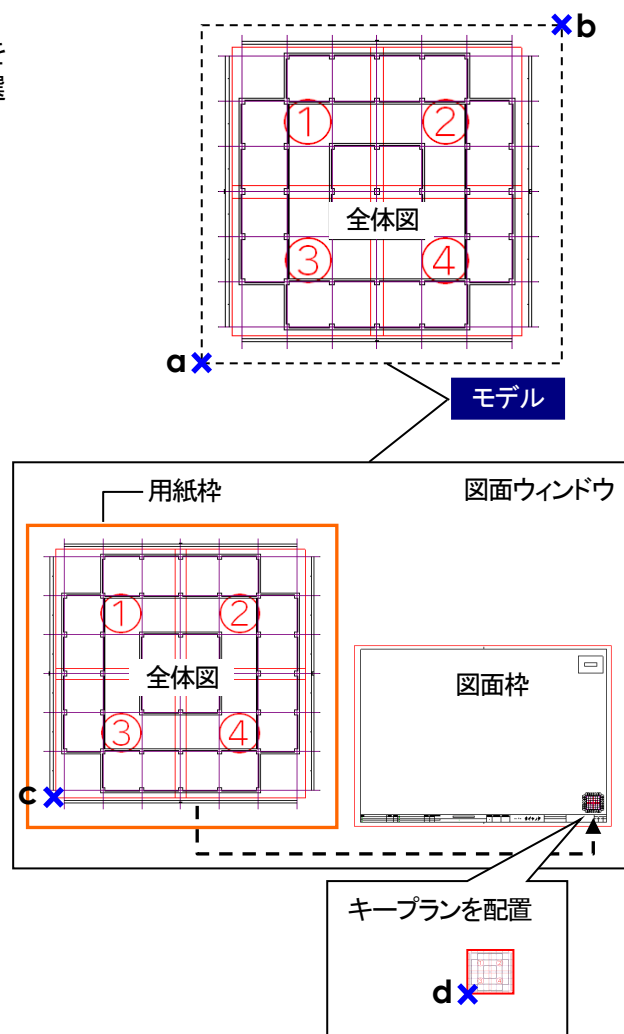 b
① ②
全体図
③ ④
a
モデル
用紙枠
図面ウィンドウ
① ②
全体図
図面枠
③ ④
c
キープランを配置
d